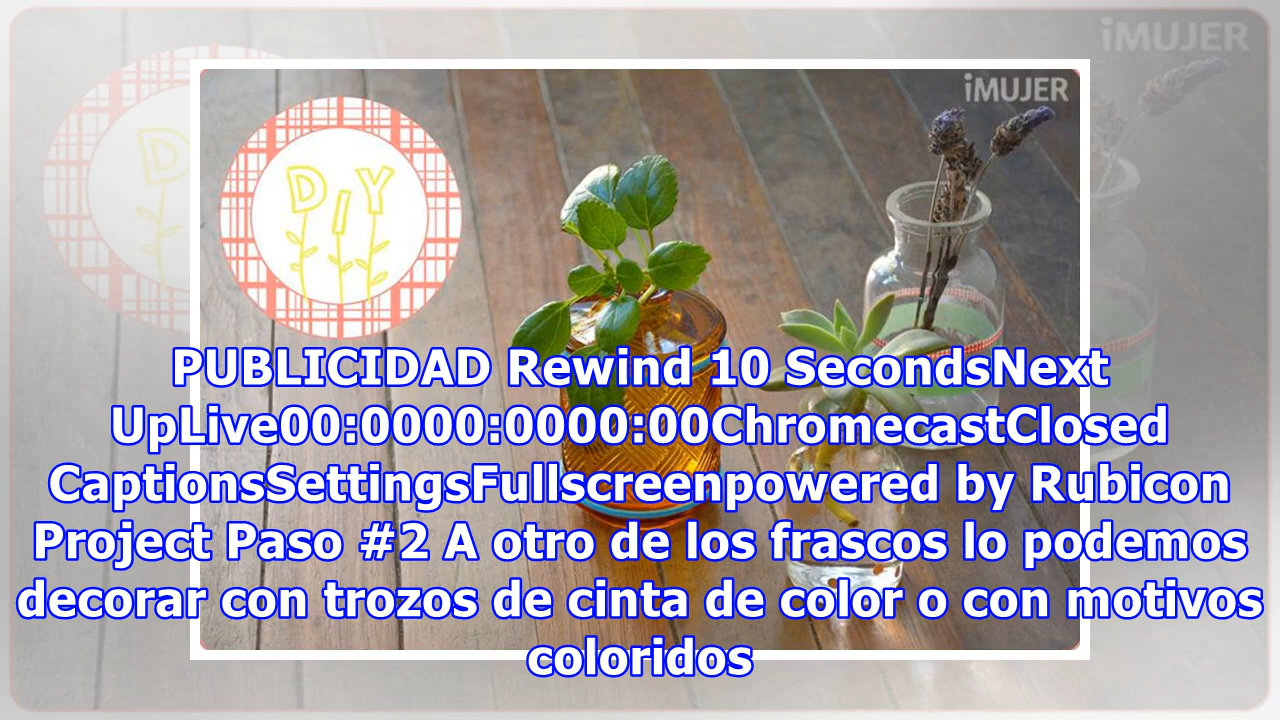 iMUJER
iMUJER
DIY
D
PUBLICIDAD Rewind 10 SecondsNext
UpLive00:0000:0000:00ChromecastClosed
CaptionsSettingsFullscreenpowered by Rubicon
Project Paso #2 A otro de los frascos lo podemos
decorar con trozos de cinta de color o con motivos
coloridos